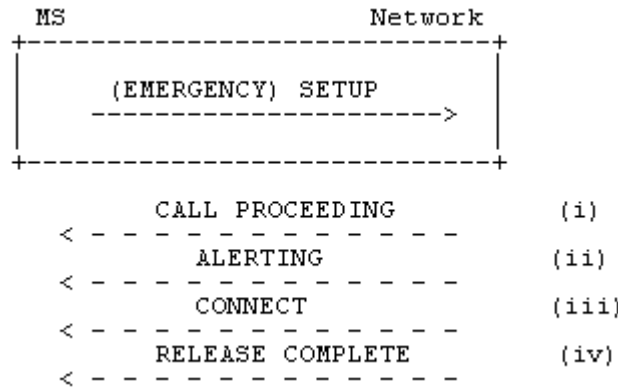 MS Network
(EMERGENCY) SETUP
CALL PROCEEDING (i)
ALERTING (ii)
CONNECT (iii)
RELEASE COMPLETE (iv)